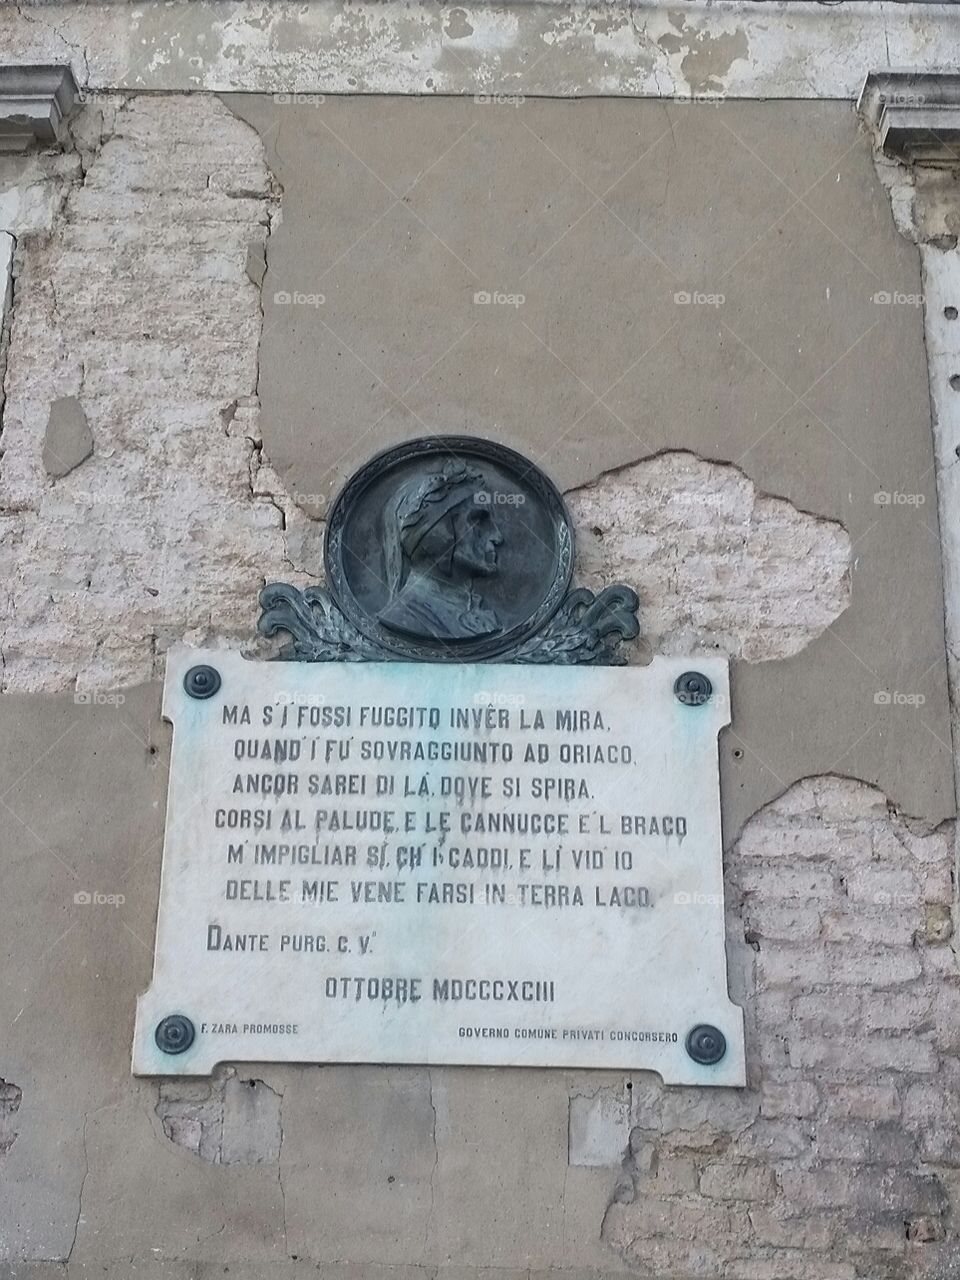 MA S'I FOSSI FUGGITO INVÊR LA MIRA,
QUAND'I FU' SOVRAGGIUNTO AD ORIACO,
ANCOR SAREI DI LÀ, DOVE SI SPIRA.
CORSI AL PALUDE, E LE CANNUCCE E 'L BRACO
M'IMPIGLIAR SÌ, CH'I' CADDI, E LÌ VID'IO
DELLE MIE VENE FARSI IN TERRA LACO.
DANTE PURG. C. V.°
OTTOBRE MDCCCXCIII
F. ZARA PROMOSSE
GOVERNO COMUNE PRIVATI CONCORSERO